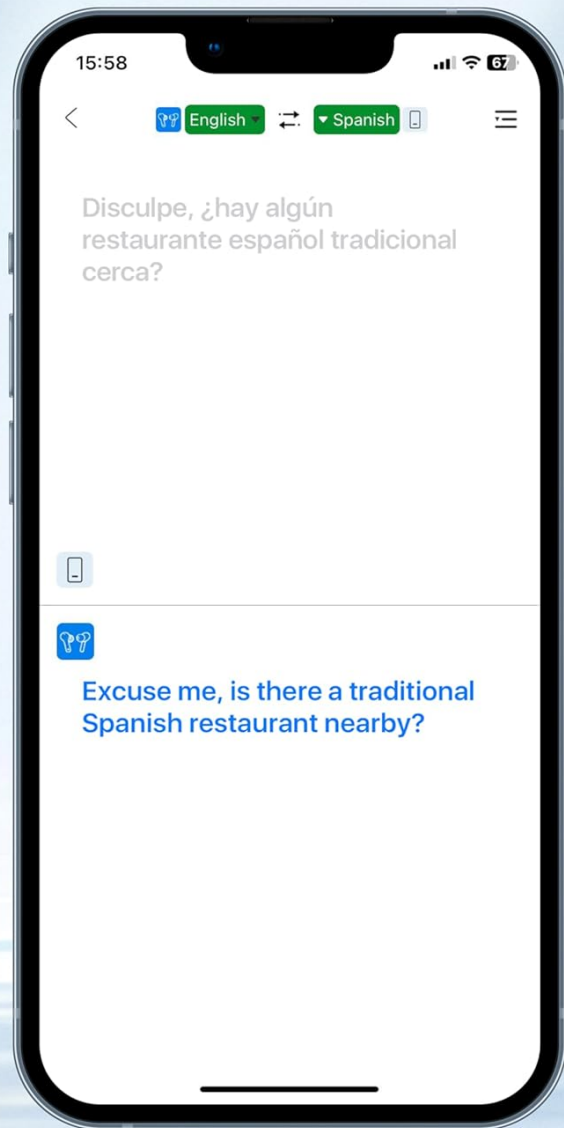 15:58
67
English
Spanish
Disculpe, ¿hay algún
restaurante español tradicional
cerca?
Excuse me, is there a traditional
Spanish restaurant nearby?